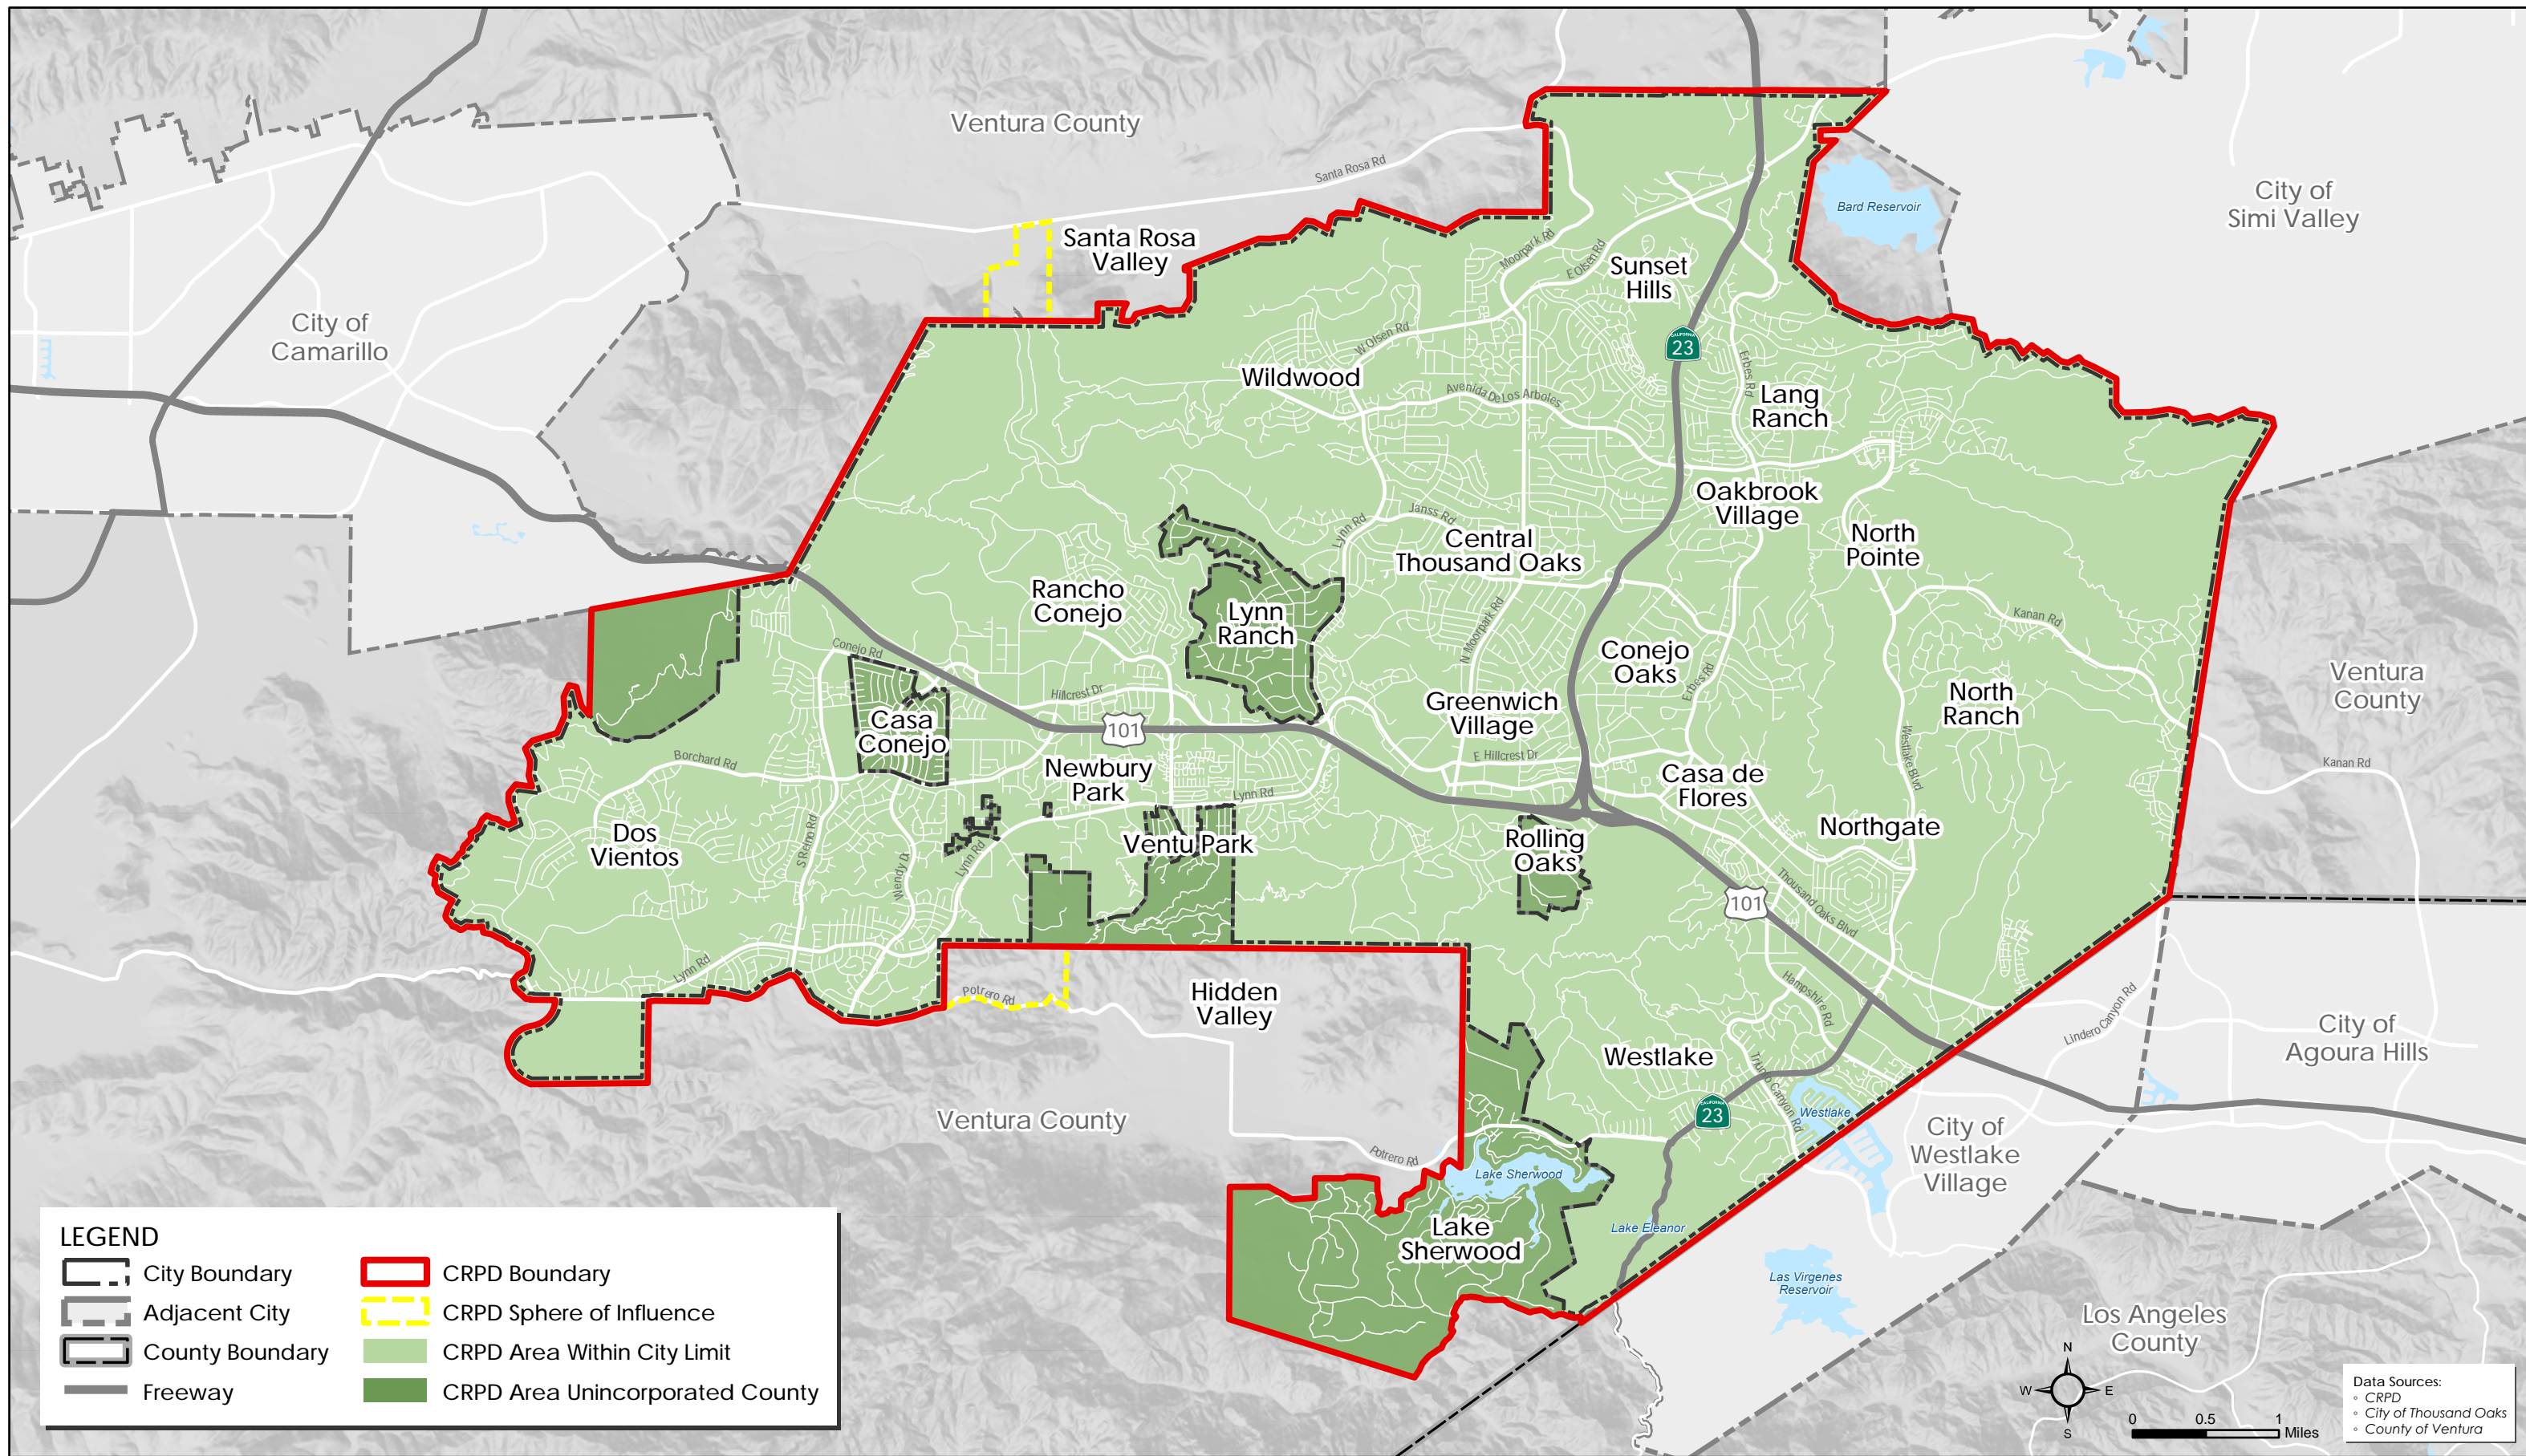 Ventura County
Santa Rosa Rd
City of
Simi Valley
Bard Reservoir
Santa Rosa
Valley
Moorpark Rd
E Olsen Rd
Sunset
Hills
City of
Camarillo
W Olsen Rd
CALIFORNIA
23
Wildwood
Avenida De Los Arboles
Erbes Rd
Lang
Ranch
Oakbrook
Village
Lynn Rd
Janss Rd
Central
Thousand Oaks
North
Pointe
Rancho
Conejo
Lynn
Ranch
N Moorpark Rd
Kanan Rd
Conejo Rd
Conejo
Oaks
Erbes Rd
Ventura
County
Hillcrest Dr
Greenwich
Village
North
Ranch
Casa
Conejo
101
Westlake Blvd
Borchard Rd
E Hillcrest Dr
Kanan Rd
Newbury
Park
Lynn Rd
Casa de
Flores
Dos
Vientos
S Reino Rd
Wendy Dr
Lynn Rd
Ventu Park
Rolling
Oaks
Northgate
101
Thousand Oaks Blvd
Lynn Rd
Potrero Rd
Hidden
Valley
Hampshire Rd
Lindero Canyon Rd
City of
Agoura Hills
Westlake
Triunfo Canyon Rd
CALIFORNIA
23
Westlake
Ventura County
City of
Westlake
Village
Potrero Rd
Lake Sherwood
Lake
Sherwood
Lake Eleanor
Las Virgenes
Reservoir
Los Angeles
County
LEGEND
City Boundary
Adjacent City
County Boundary
Freeway
CRPD Boundary
CRPD Sphere of Influence
CRPD Area Within City Limit
CRPD Area Unincorporated County
N
W
E
S
0 0.5 1
Miles
Data Sources:
◦ CRPD
◦ City of Thousand Oaks
◦ County of Ventura